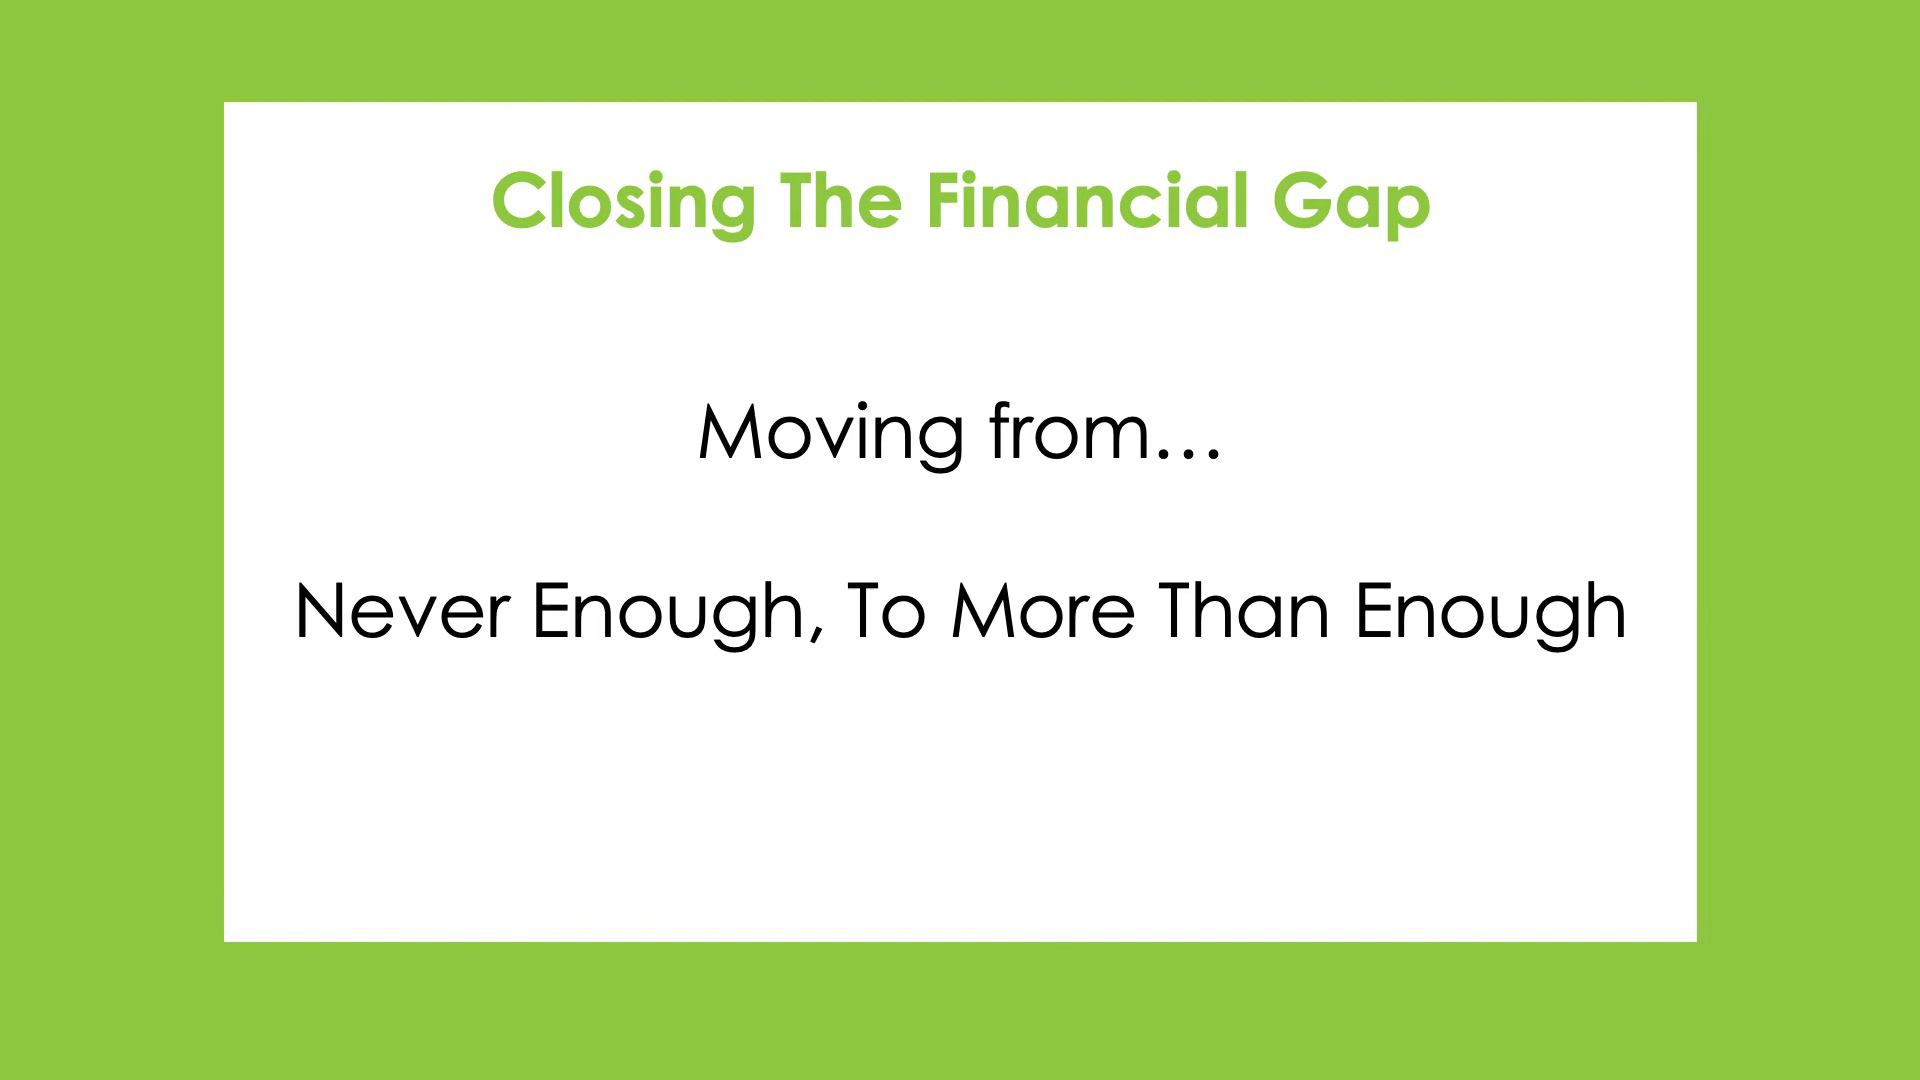 Closing The Financial Gap
Moving from…
Never Enough, To More Than Enough